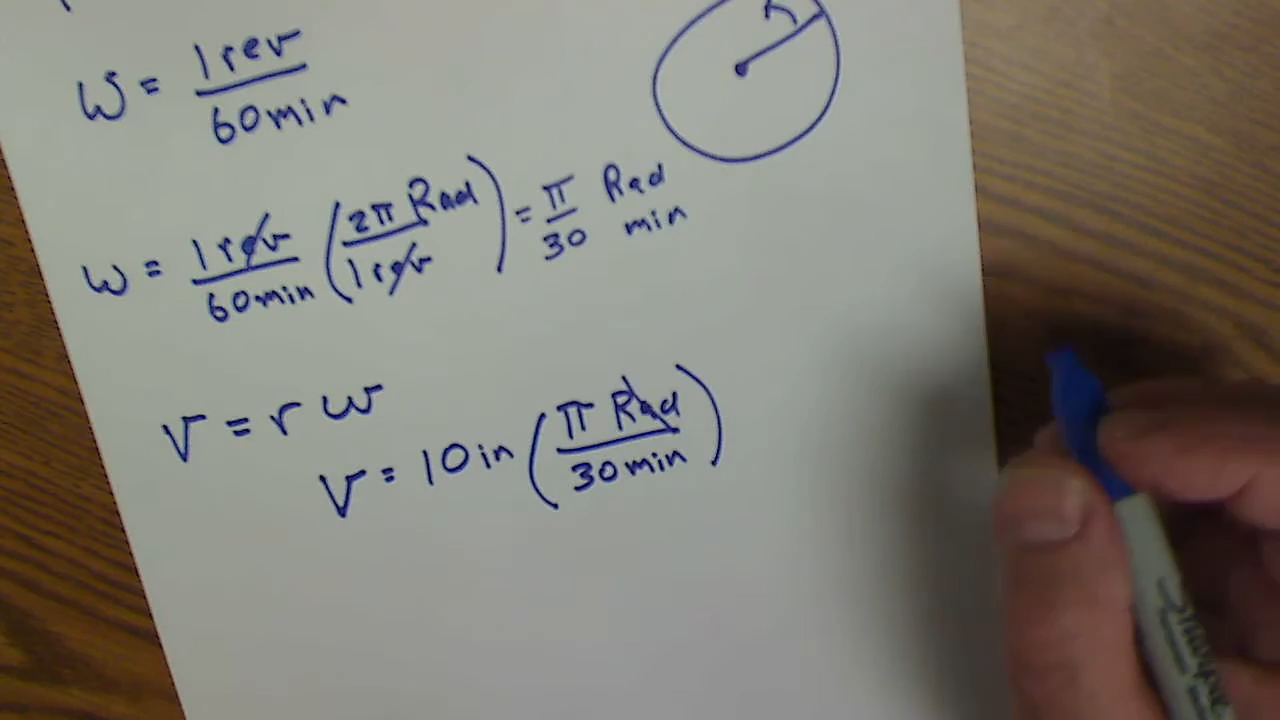 W = 1 rev / 60 min
r
ω = 1 rev / 60 min ( 2π Rad / 1 rev ) = π / 30 Rad min
V = r ω
V = 10 in ( π Rad / 30 min )
Sharpie